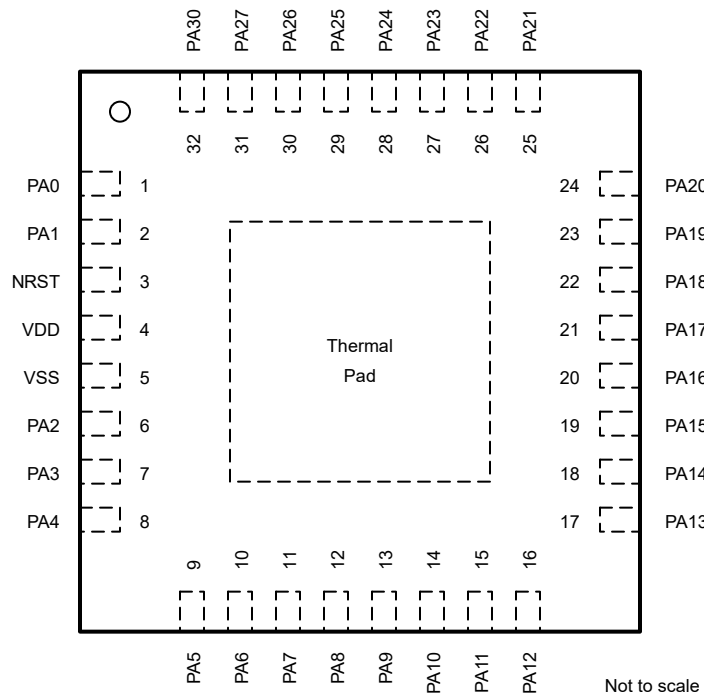 PA30 PA27 PA26 PA25 PA24 PA23 PA22 PA21
32 31 30 29 28 27 26 25
PA0 1 24 PA20
PA1 2 23 PA19
NRST 3 22 PA18
VDD 4 21 PA17
VSS 5 20 PA16
PA2 6 19 PA15
PA3 7 18 PA14
PA4 8 17 PA13
Thermal
Pad
9 10 11 12 13 14 15 16
PA5 PA6 PA7 PA8 PA9 PA10 PA11 PA12
Not to scale